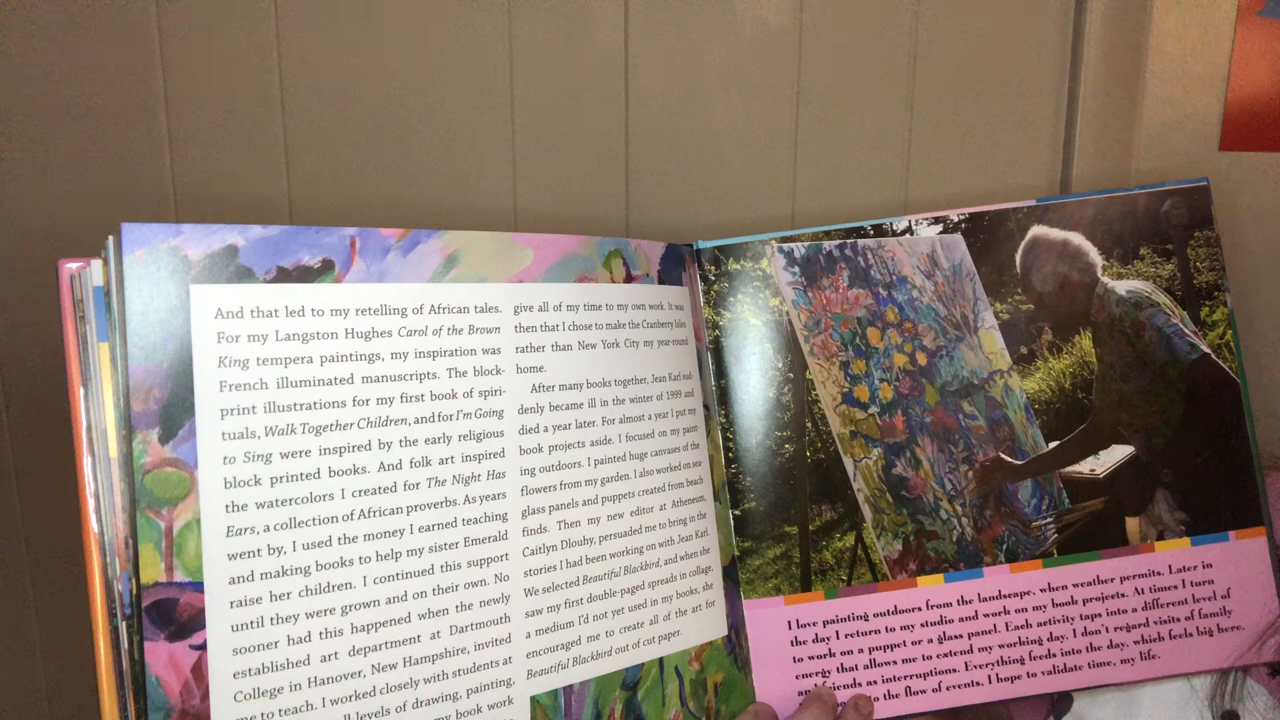 And that led to my retelling of African tales.
For my Langston Hughes Carol of the Brown
King tempera paintings, my inspiration was
French illuminated manuscripts. The block-
print illustrations for my first book of spiri-
tuals, Walk Together Children, and for I'm Going
to Sing were inspired by the early religious
block printed books. And folk art inspired
the watercolors I created for The Night Has
Ears, a collection of African proverbs. As years
went by, I used the money I earned teaching
and making books to help my sister Emerald
raise her children. I continued this support
until they were grown and on their own. No
sooner had this happened when the newly
established art department at Dartmouth
College in Hanover, New Hampshire, invited
me to teach. I worked closely with students at
all levels of drawing, painting,
my book work
give all of my time to my own work. It was
then that I chose to make the Cranberry Isles
rather than New York City my year-round
home.
After many books together, Jean Karl sud-
denly became ill in the winter of 1999 and
died a year later. For almost a year I put my
book projects aside. I focused on my paint-
ing outdoors. I painted huge canvases of the
flowers from my garden. I also worked on sea-
glass panels and puppets created from beach
finds. Then my new editor at Atheneum,
Caitlyn Dlouhy, persuaded me to bring in the
stories I had been working on with Jean Karl.
We selected Beautiful Blackbird, and when she
saw my first double-paged spreads in collage,
a medium I'd not yet used in my books, she
encouraged me to create all of the art for
Beautiful Blackbird out of cut paper.
I love painting outdoors from the landscape, when weather permits. Later in
the day I return to my studio and work on my book projects. At times I turn
to work on a puppet or a glass panel. Each activity taps into a different level of
energy that allows me to extend my working day. I don't regard visits of family
and friends as interruptions. Everything feeds into the day, which feels big here.
to the flow of events. I hope to validate time, my life.